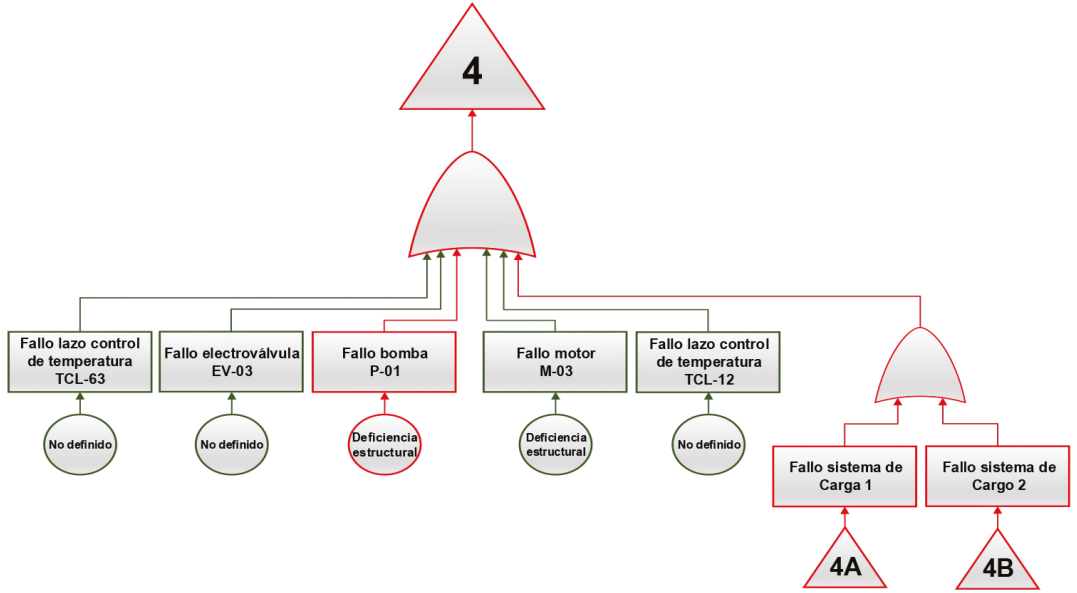 4
Fallo lazo control
de temperatura
TCL-63
Fallo electroválvula
EV-03
Fallo bomba
P-01
Fallo motor
M-03
Fallo lazo control
de temperatura
TCL-12
No definido
No definido
Deficiencia
estructural
Deficiencia
estructural
No definido
Fallo sistema de
Carga 1
Fallo sistema de
Cargo 2
4A
4B